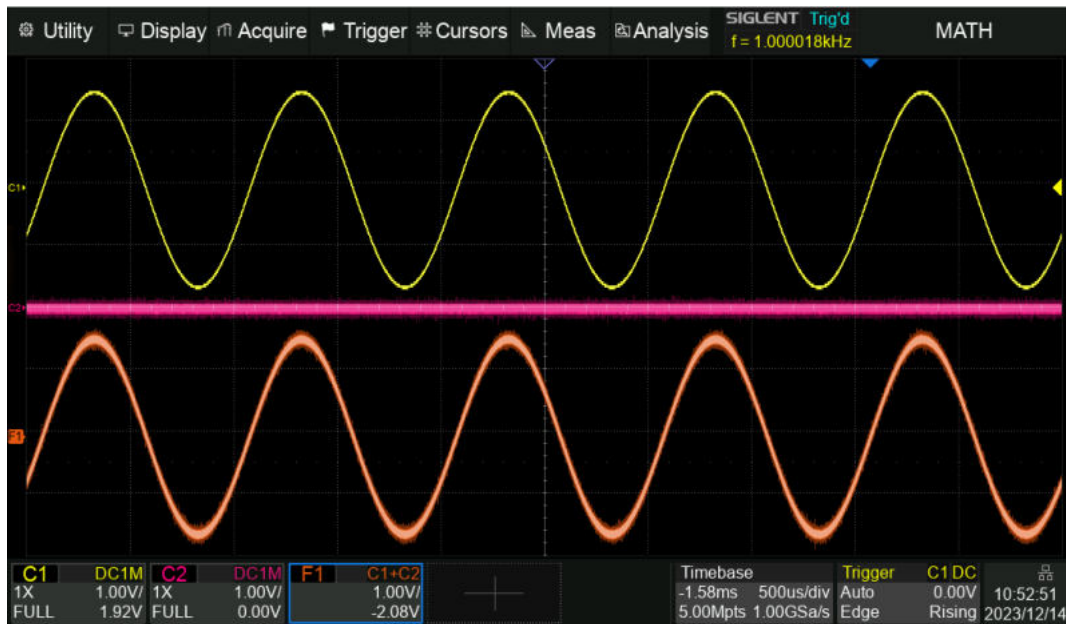 Utility Display Acquire Trigger Cursors Meas Analysis SIGLENT Trig'd MATH
f = 1.000018kHz
C1
C2
F1
C1 DC1M C2 DC1M F1 C1+C2 Timebase Trigger C1 DC
1X 1.00V/ 1X 1.00V/ 1.00V/ -1.58ms 500us/div Auto 0.00V 10:52:51
FULL 1.92V FULL 0.00V -2.08V 5.00Mpts 1.00GSa/s Edge Rising 2023/12/14